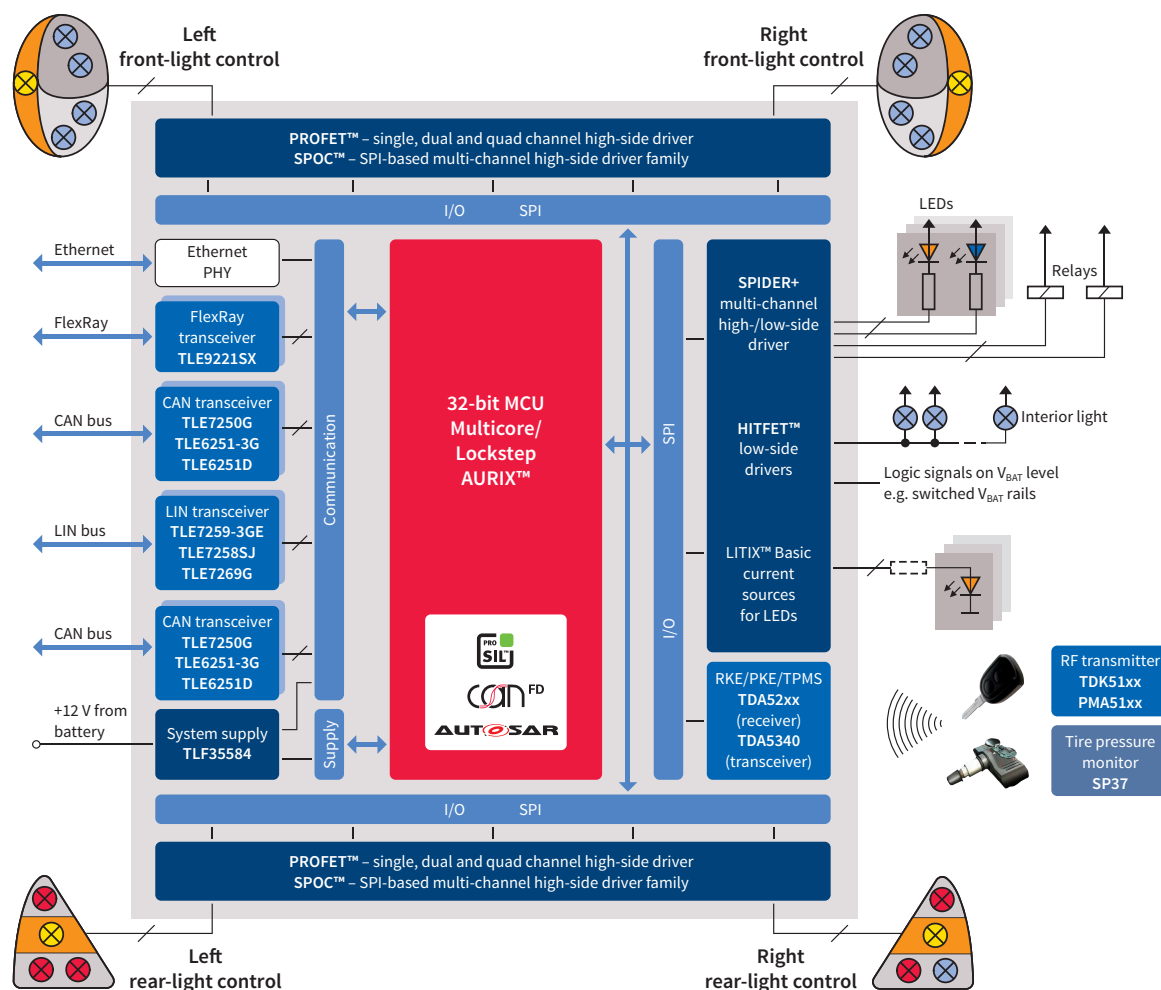 Left
front-light control
Right
front-light control
PROFET™ – single, dual and quad channel high-side driver
SPOC™ – SPI-based multi-channel high-side driver family
I/O SPI
Ethernet
Ethernet
PHY
FlexRay
FlexRay
transceiver
TLE9221SX
CAN bus
CAN transceiver
TLE7250G
TLE6251-3G
TLE6251D
LIN bus
LIN transceiver
TLE7259-3GE
TLE7258SJ
TLE7269G
CAN bus
CAN transceiver
TLE7250G
TLE6251-3G
TLE6251D
+12 V from
battery
System supply
TLF35584
Communication
Supply
32-bit MCU
Multicore/
Lockstep
AURIX™
PRO
SIL™
CAN FD
AUTOSAR
SPI
I/O
SPIDER+
multi-channel
high-/low-side
driver
HITFET™
low-side
drivers
LITIX™ Basic
current
sources
for LEDs
RKE/PKE/TPMS
TDA52xx
(receiver)
TDA5340
(transceiver)
LEDs
Relays
Interior light
Logic signals on VBAT level
e.g. switched VBAT rails
RF transmitter
TDK51xx
PMA51xx
Tire pressure
monitor
SP37
I/O SPI
PROFET™ – single, dual and quad channel high-side driver
SPOC™ – SPI-based multi-channel high-side driver family
Left
rear-light control
Right
rear-light control